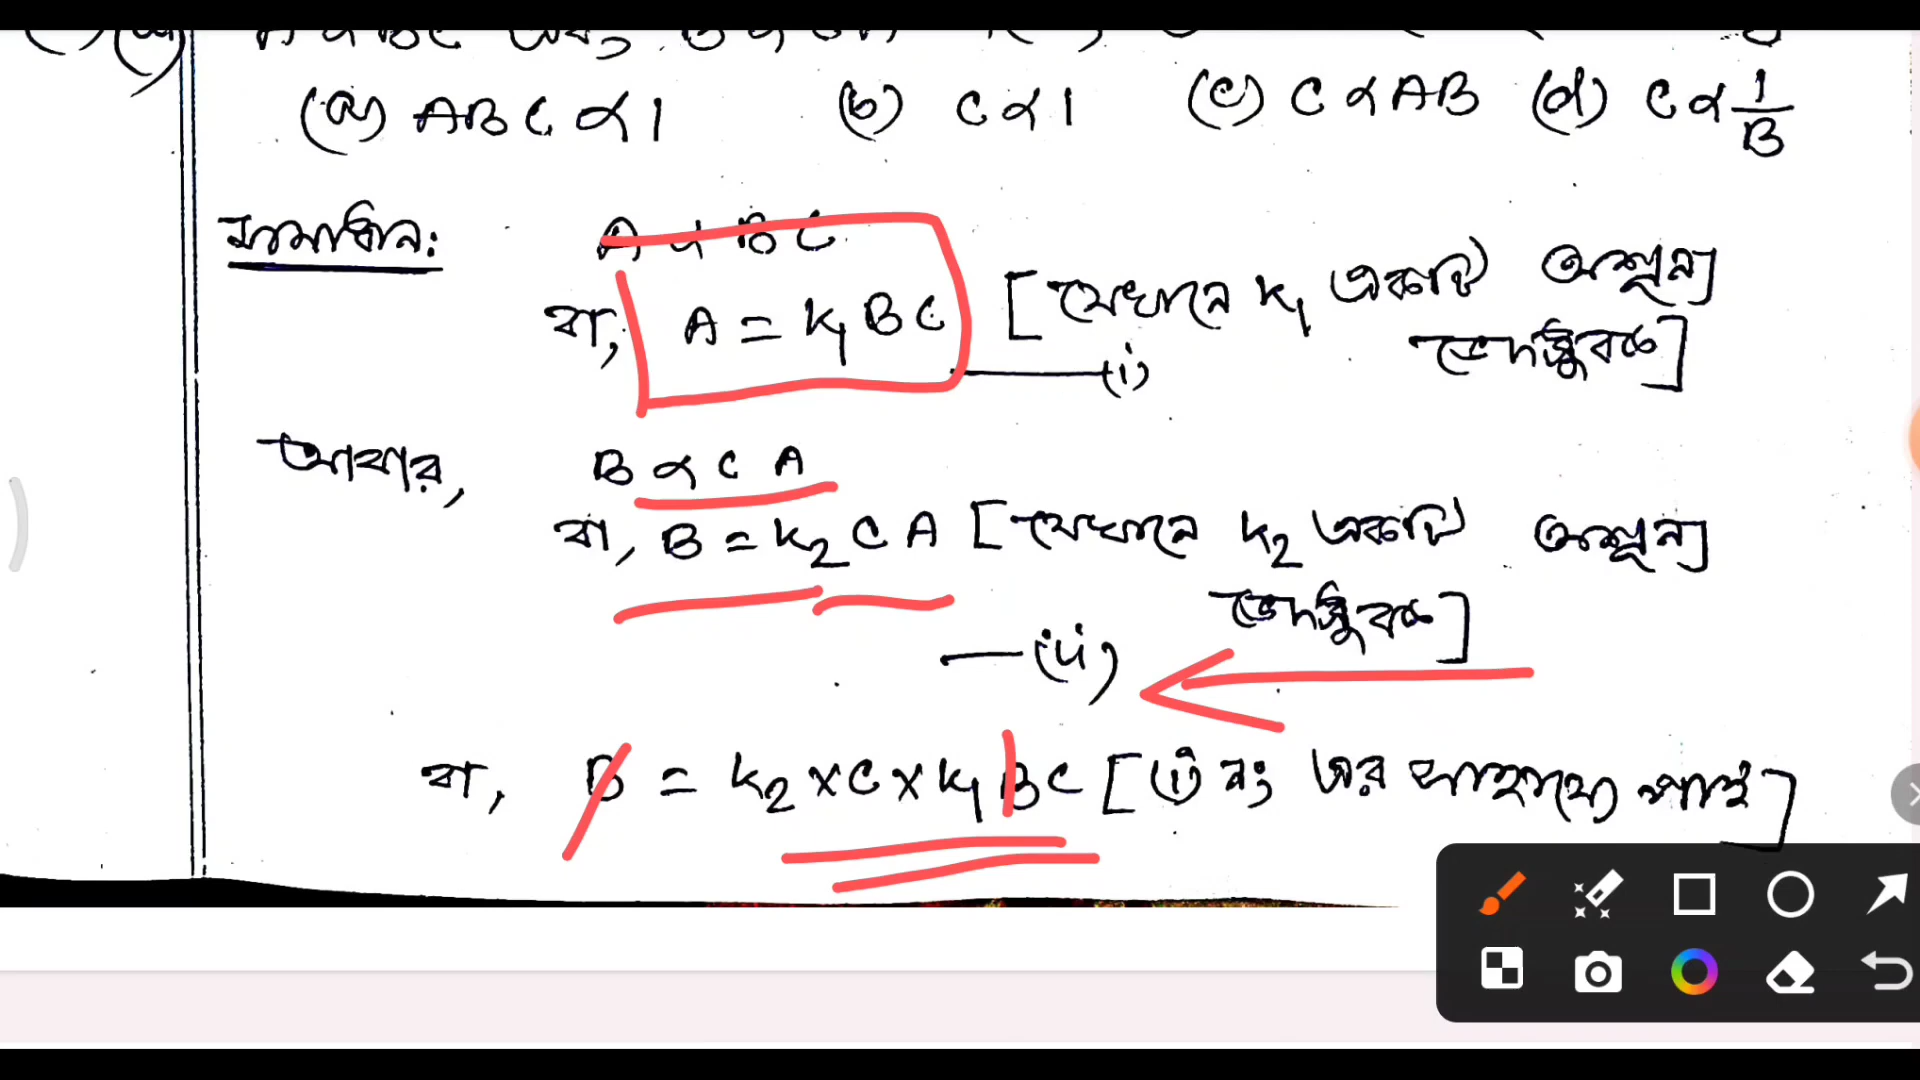 (a) ABC ∝ 1 (b) C ∝ 1 (c) C ∝ AB (d) C ∝ 1/B
সমাধান: A ∝ BC
বা, A = k₁BC [যেখানে k₁ একটি অশূন্য ভেদধ্রুবক]
—(i)
আবার, B ∝ CA
বা, B = k₂CA [যেখানে k₂ একটি অশূন্য
ভেদধ্রুবক]
—(ii)
বা, B = k₂×C×k₁BC [(i) নং এর সাহায্যে পাই]